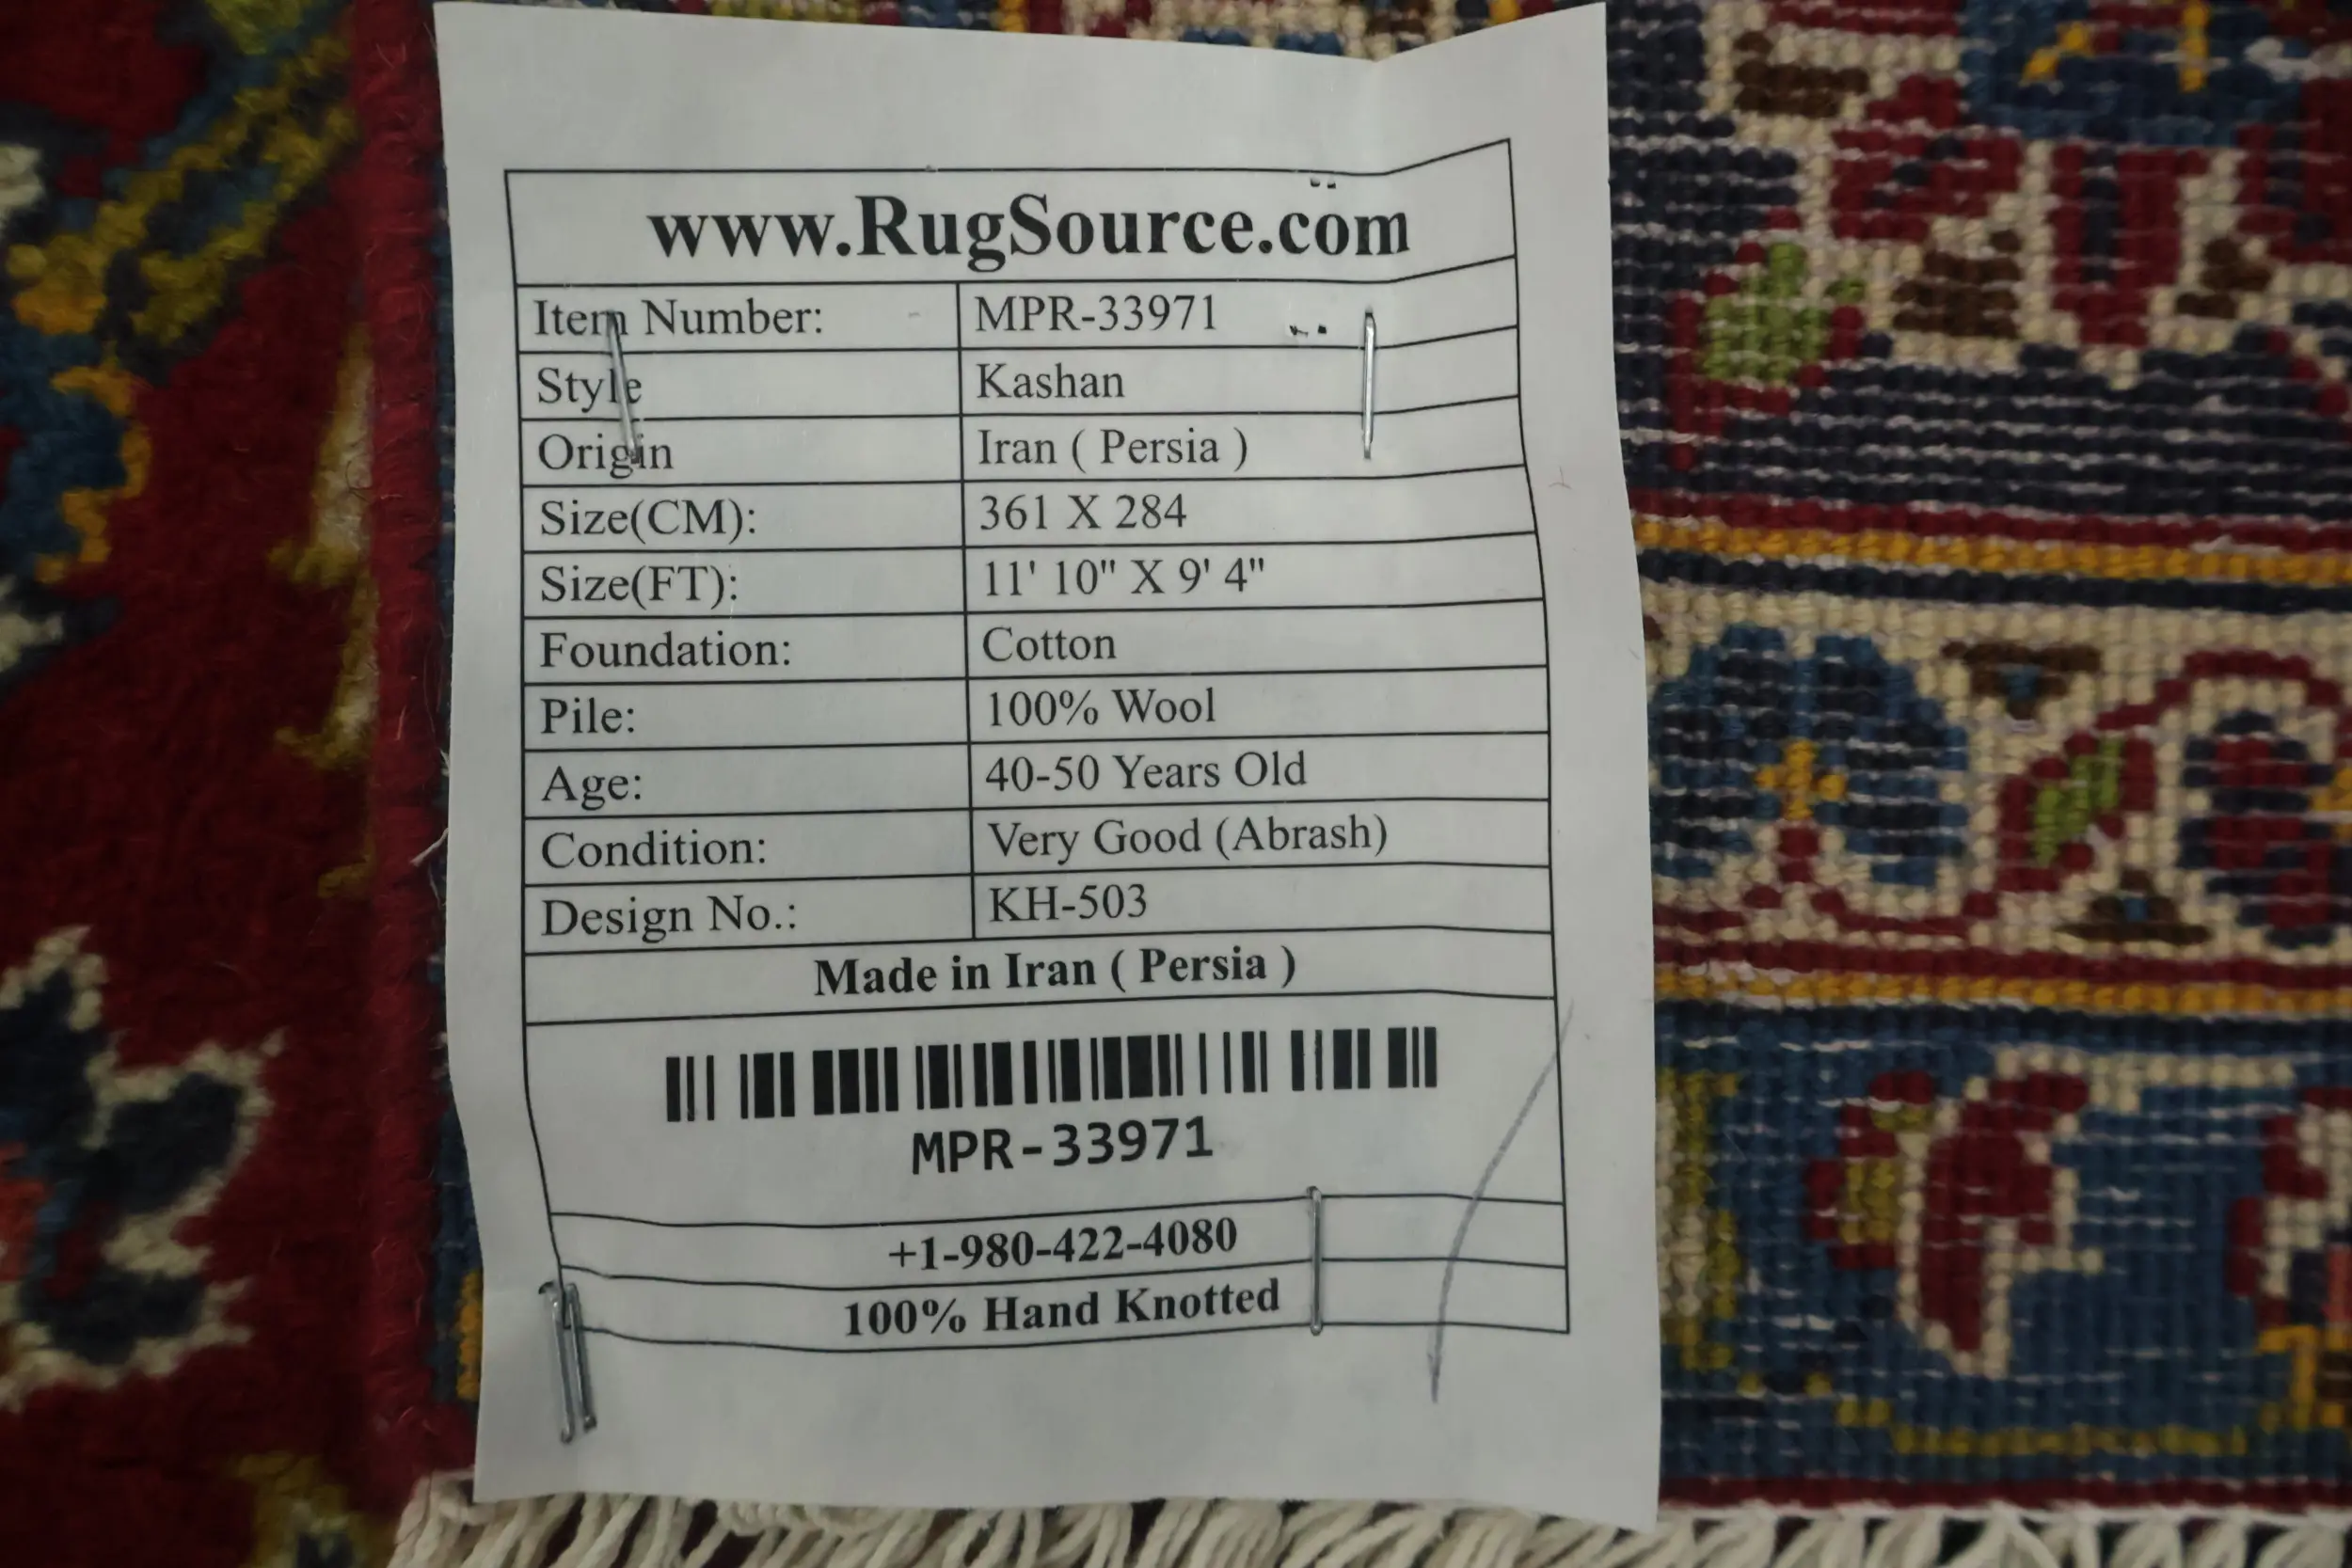 www.RugSource.com
Item Number: MPR-33971
Style Kashan
Origin Iran ( Persia )
Size(CM): 361 X 284
Size(FT): 11' 10" X 9' 4"
Foundation: Cotton
Pile: 100% Wool
Age: 40-50 Years Old
Condition: Very Good (Abrash)
Design No.: KH-503
Made in Iran ( Persia )
MPR-33971
+1-980-422-4080
100% Hand Knotted